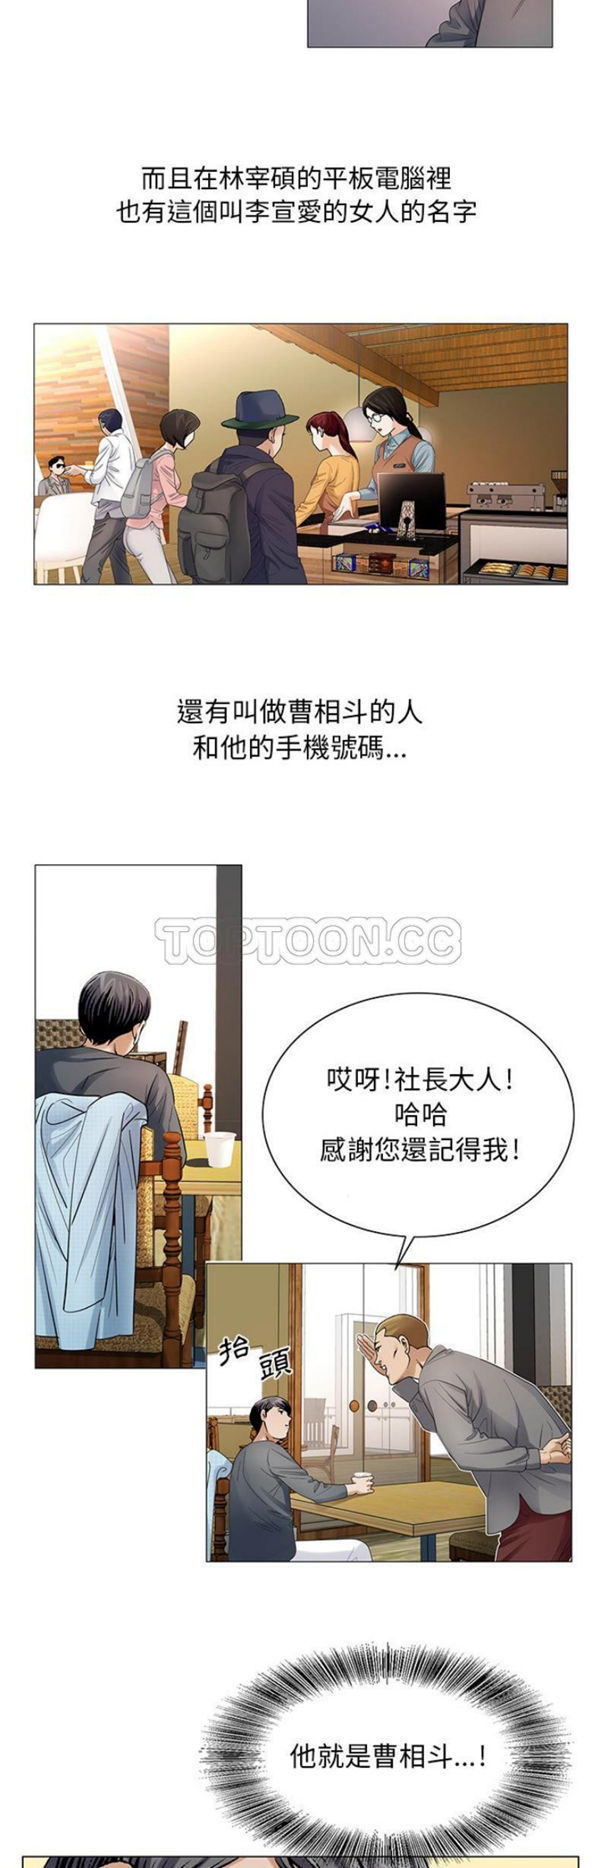 而且在林宰碩的平板電腦裡
也有這個叫李宣愛的女人的名字
還有叫做曹相斗的人
和他的手機號碼...
TOPTOON.CC
哎呀!社長大人!
哈哈
感謝您還記得我!
抬頭
他就是曹相斗...!